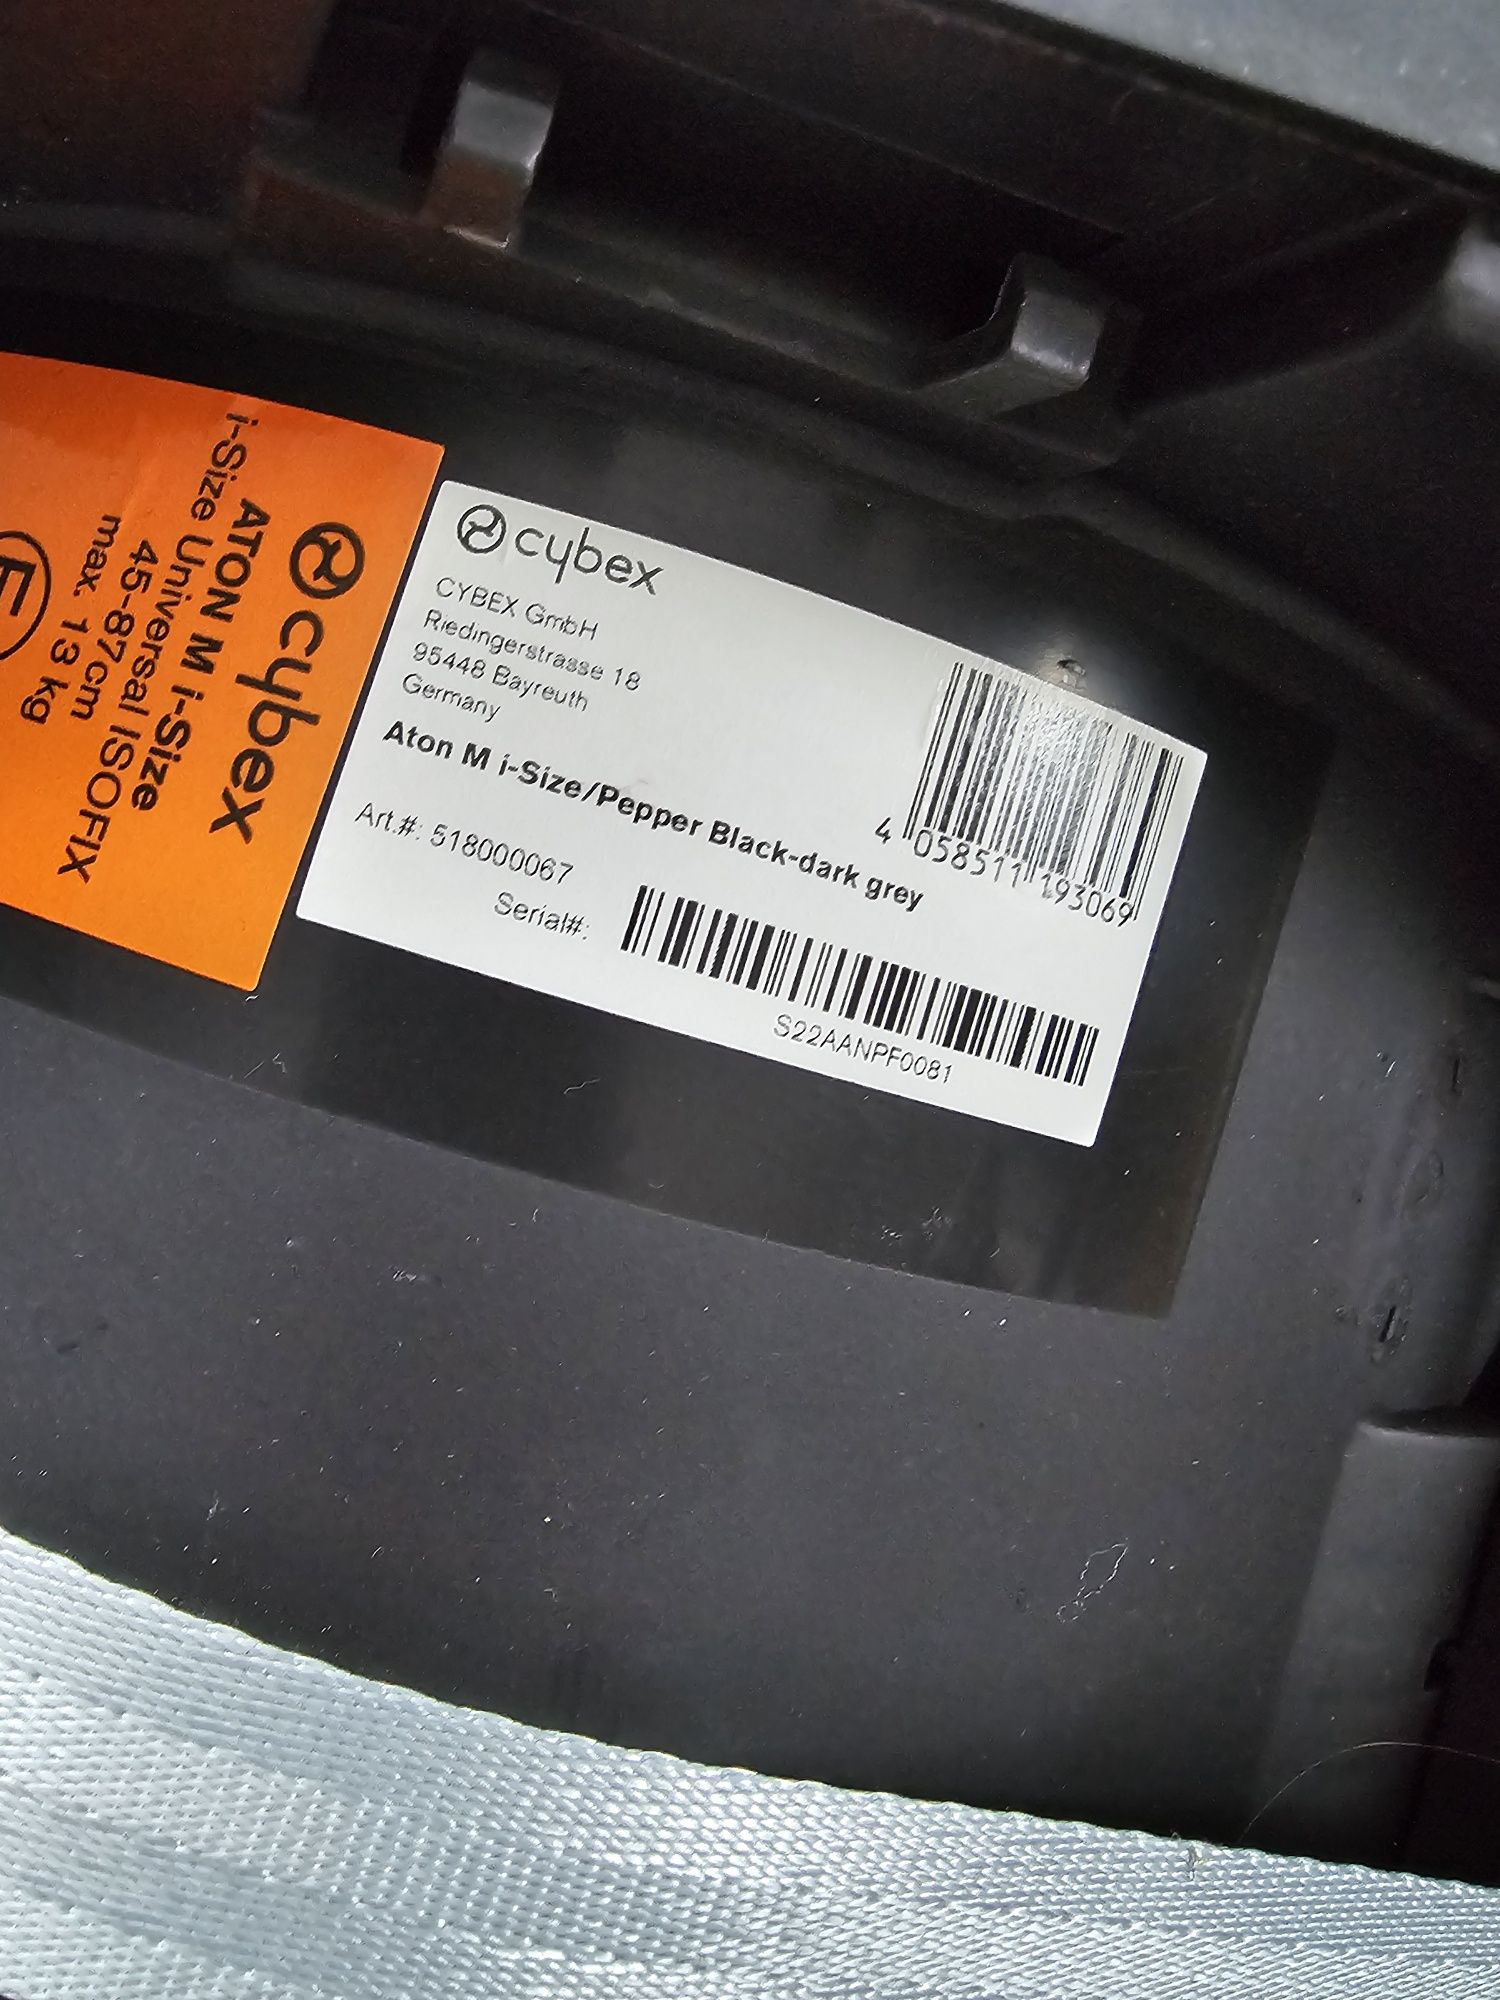 cybex
ATON M i-Size
i-Size Universal ISOFIX
45-87cm
max. 13 kg
E
cybex
CYBEX GmbH
Riedingerstrasse 18
95448 Bayreuth
Germany
Aton M i-Size/Pepper Black-dark grey
Art.#: 518000067
4 058511 193069
Serial#:
S22AANPF0081